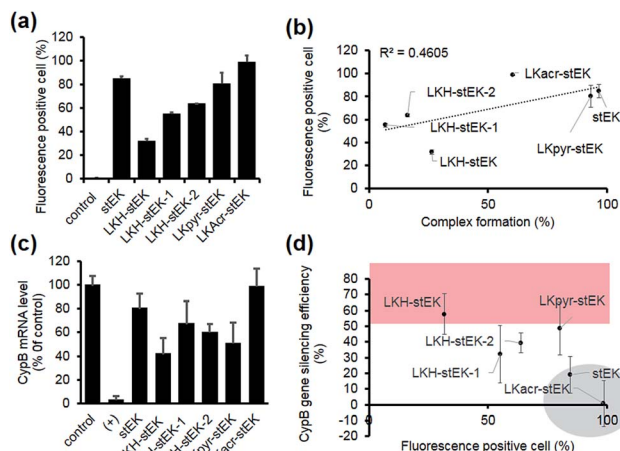 (a)
Fluorescence positive cell (%)
120
100
80
60
40
20
0
control
stEK
LKH-stEK
LKH-stEK-1
LKH-stEK-2
LKpyr-stEK
LKAcr-stEK
(b)
Fluorescence positive cell
(%)
120
100
80
60
40
20
0
0
50
100
R² = 0.4605
LKacr-stEK
LKH-stEK-2
LKH-stEK-1
LKH-stEK
LKpyr-stEK
stEK
Complex formation (%)
(c)
CypB mRNA level
(% 0f control)
120
100
80
60
40
20
0
control
(+)
stEK
KH-stEK
pyr-stEK
(d)
CypB gene silencing efficiency
(%)
80
70
60
50
40
30
20
10
0
-10
-20
0
50
100
LKH-stEK
LKpyr-stEK
LKH-stEK-2
LKH-stEK-1
stEK
LKacr-stEK
Fluorescence positive cell (%)